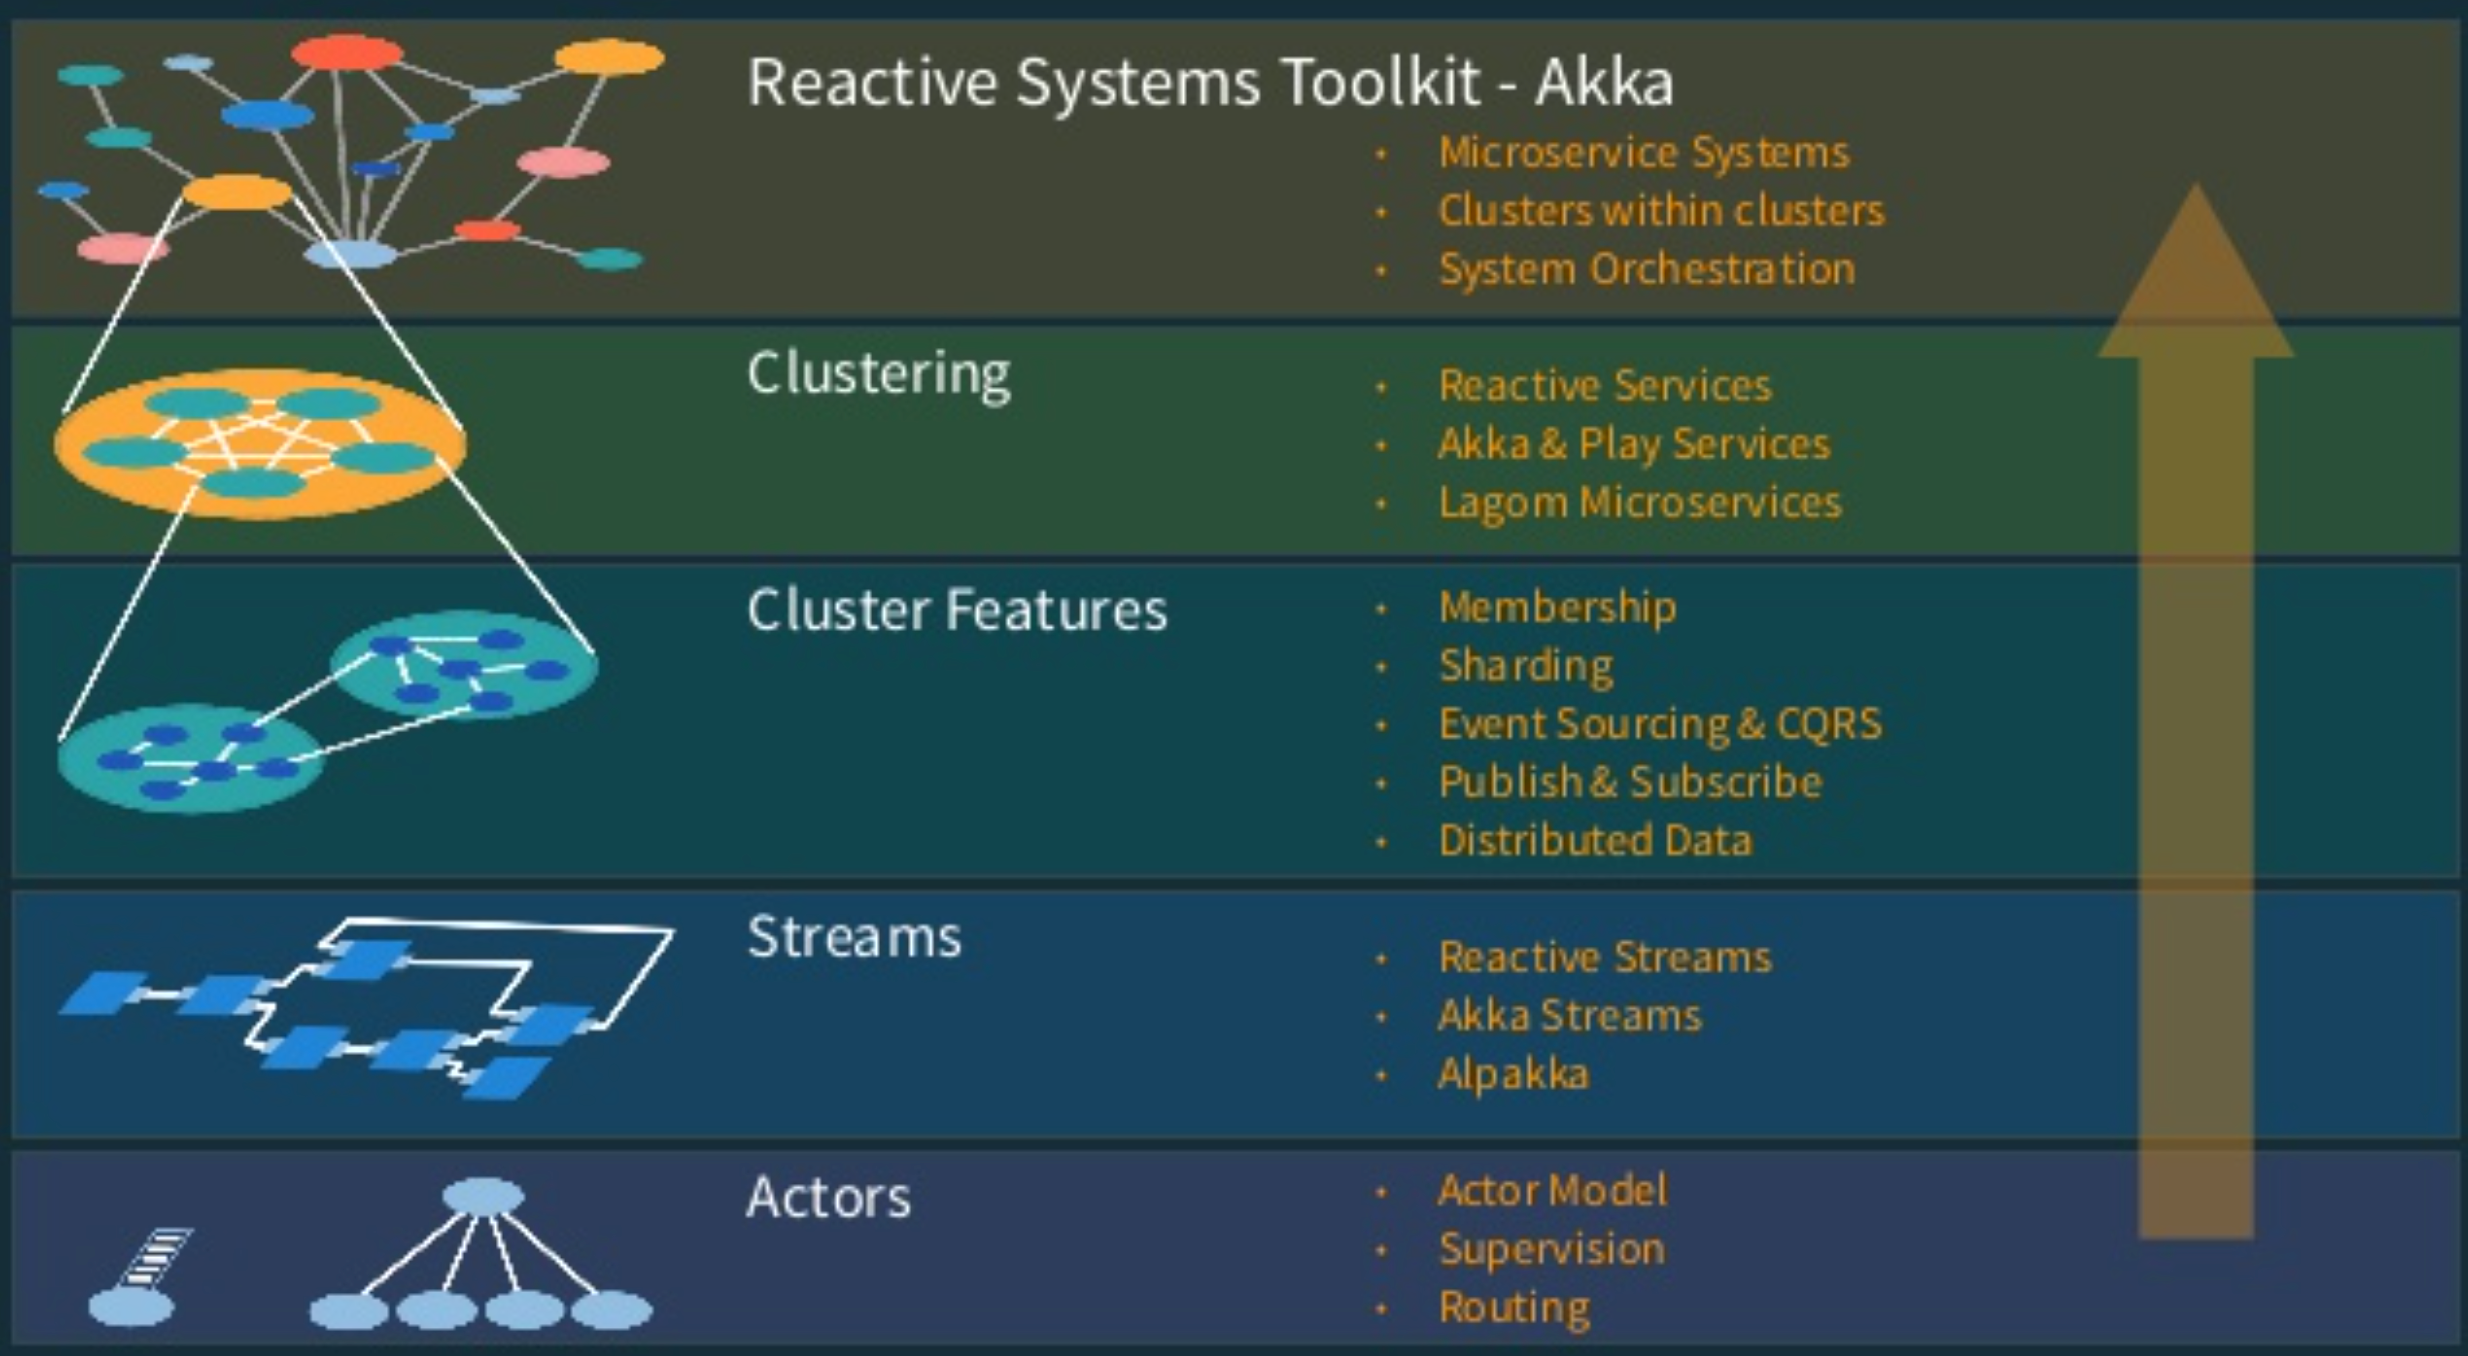 Reactive Systems Toolkit - Akka
• Microservice Systems
• Clusters within clusters
• System Orchestration
Clustering
• Reactive Services
• Akka & Play Services
• Lagom Microservices
Cluster Features
• Membership
• Sharding
• Event Sourcing & CQRS
• Publish & Subscribe
• Distributed Data
Streams
• Reactive Streams
• Akka Streams
• Alpakka
Actors
• Actor Model
• Supervision
• Routing